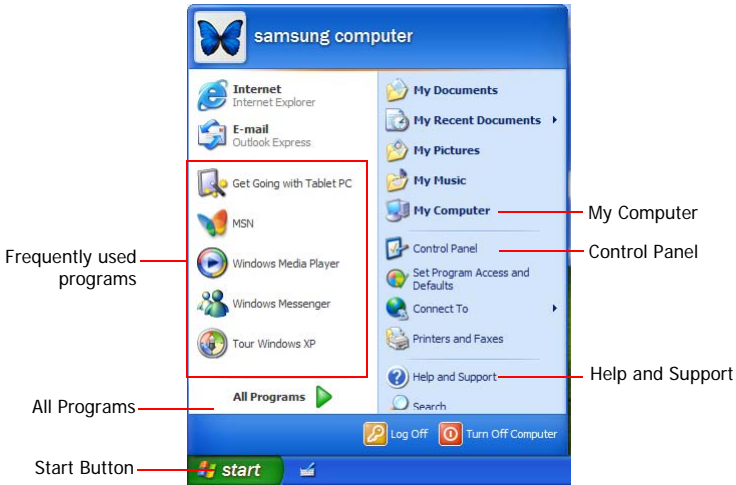 samsung computer
Internet
Internet Explorer
E-mail
Outlook Express
Get Going with Tablet PC
MSN
Windows Media Player
Windows Messenger
Tour Windows XP
All Programs
My Documents
My Recent Documents
My Pictures
My Music
My Computer
Control Panel
Set Program Access and
Defaults
Connect To
Printers and Faxes
Help and Support
Search
Log Off
Turn Off Computer
start
Frequently used
programs
All Programs
Start Button
My Computer
Control Panel
Help and Support